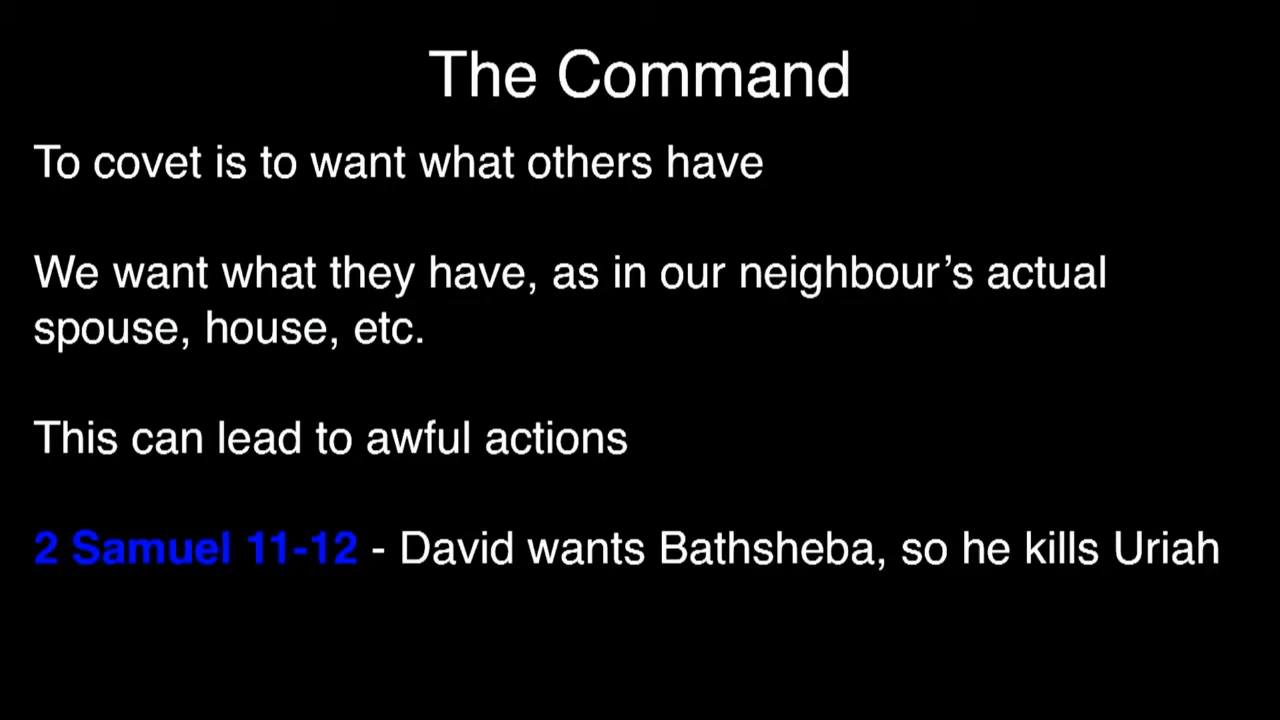 The Command
To covet is to want what others have
We want what they have, as in our neighbour’s actual
spouse, house, etc.
This can lead to awful actions
2 Samuel 11-12 - David wants Bathsheba, so he kills Uriah